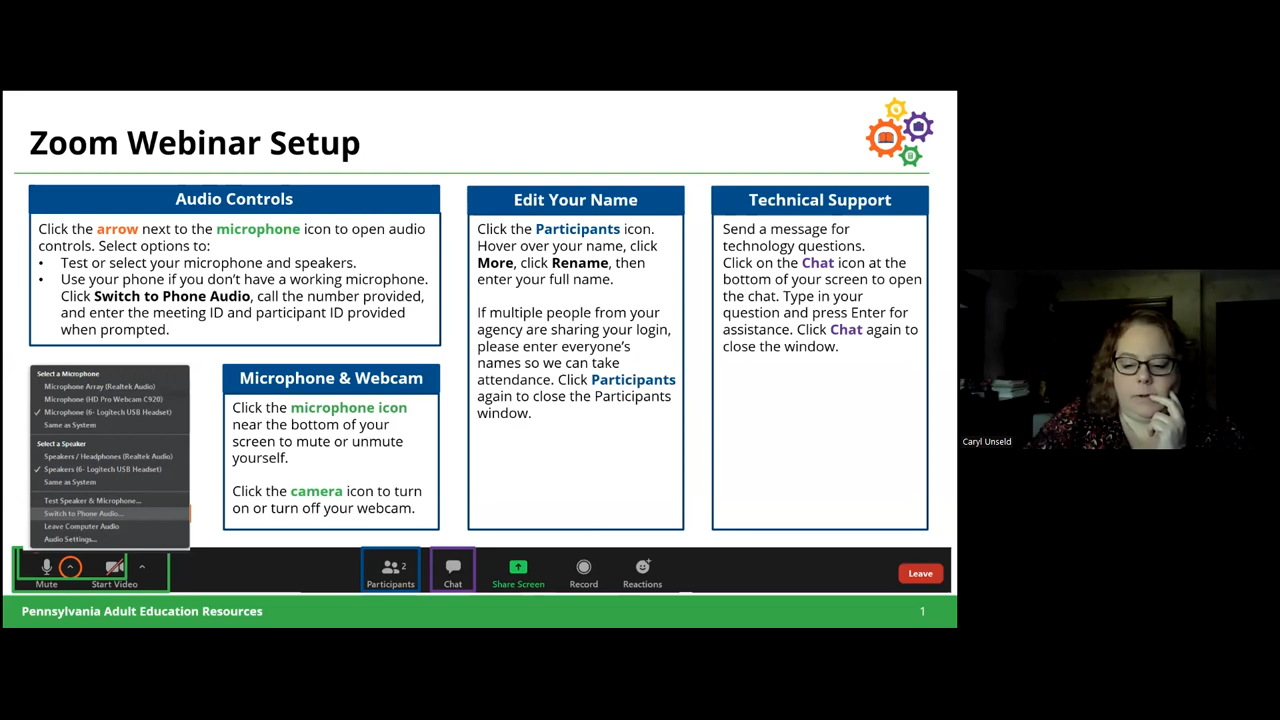 Zoom Webinar Setup
Audio Controls
Click the arrow next to the microphone icon to open audio
controls. Select options to:
• Test or select your microphone and speakers.
• Use your phone if you don't have a working microphone.
Click Switch to Phone Audio, call the number provided,
and enter the meeting ID and participant ID provided
when prompted.
Select a Microphone
Microphone Array (Realtek Audio)
Microphone (HD Pro Webcam C920)
✓ Microphone (6- Logitech USB Headset)
Same as System
Select a Speaker
Speakers / Headphones (Realtek Audio)
✓ Speakers (6- Logitech USB Headset)
Same as System
Test Speaker & Microphone...
Switch to Phone Audio...
Leave Computer Audio
Audio Settings...
Microphone & Webcam
Click the microphone icon
near the bottom of your
screen to mute or unmute
yourself.
Click the camera icon to turn
on or turn off your webcam.
Edit Your Name
Click the Participants icon.
Hover over your name, click
More, click Rename, then
enter your full name.
If multiple people from your
agency are sharing your login,
please enter everyone's
names so we can take
attendance. Click Participants
again to close the Participants
window.
Technical Support
Send a message for
technology questions.
Click on the Chat icon at the
bottom of your screen to open
the chat. Type in your
question and press Enter for
assistance. Click Chat again to
close the window.
Caryl Unseld
2
Mute Start Video Participants Chat Share Screen Record Reactions Leave
Pennsylvania Adult Education Resources 1